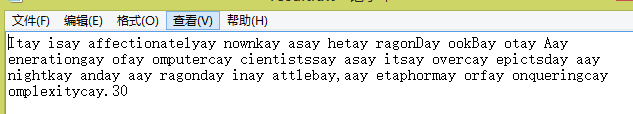 文件(F) 编辑(E) 格式(O) 查看(V) 帮助(H)
Itay isay affectionatelyay nownkay asay hetay ragonDay ookBay otay Aay
enerationgay ofay omputercay cientistssay asay itsay overcay epictsday aay
nightkay anday aay ragonday inay attlebay,aay etaphormay orfay onqueringcay
omplexitycay.30